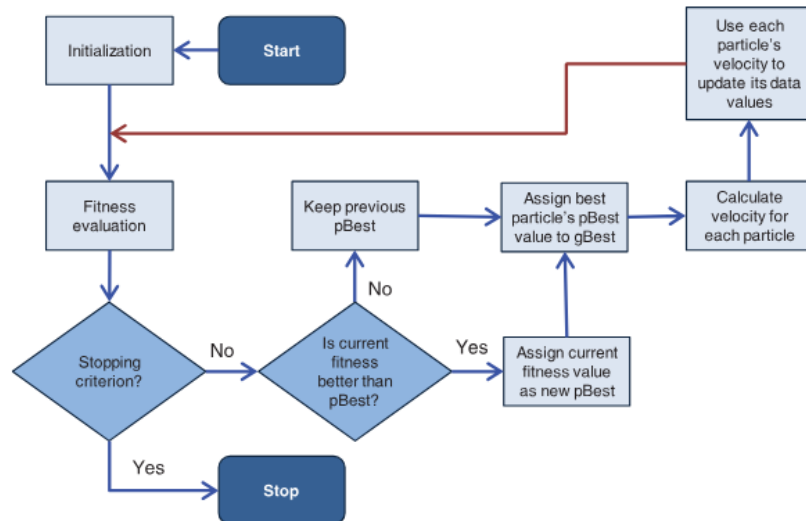 Initialization
Start
Use each
particle's
velocity to
update its data
values
Fitness
evaluation
Keep previous
pBest
Assign best
particle's pBest
value to gBest
Calculate
velocity for
each particle
No
Stopping
criterion?
No
Is current
fitness
better than
pBest?
Yes
Assign current
fitness value
as new pBest
Yes
Stop